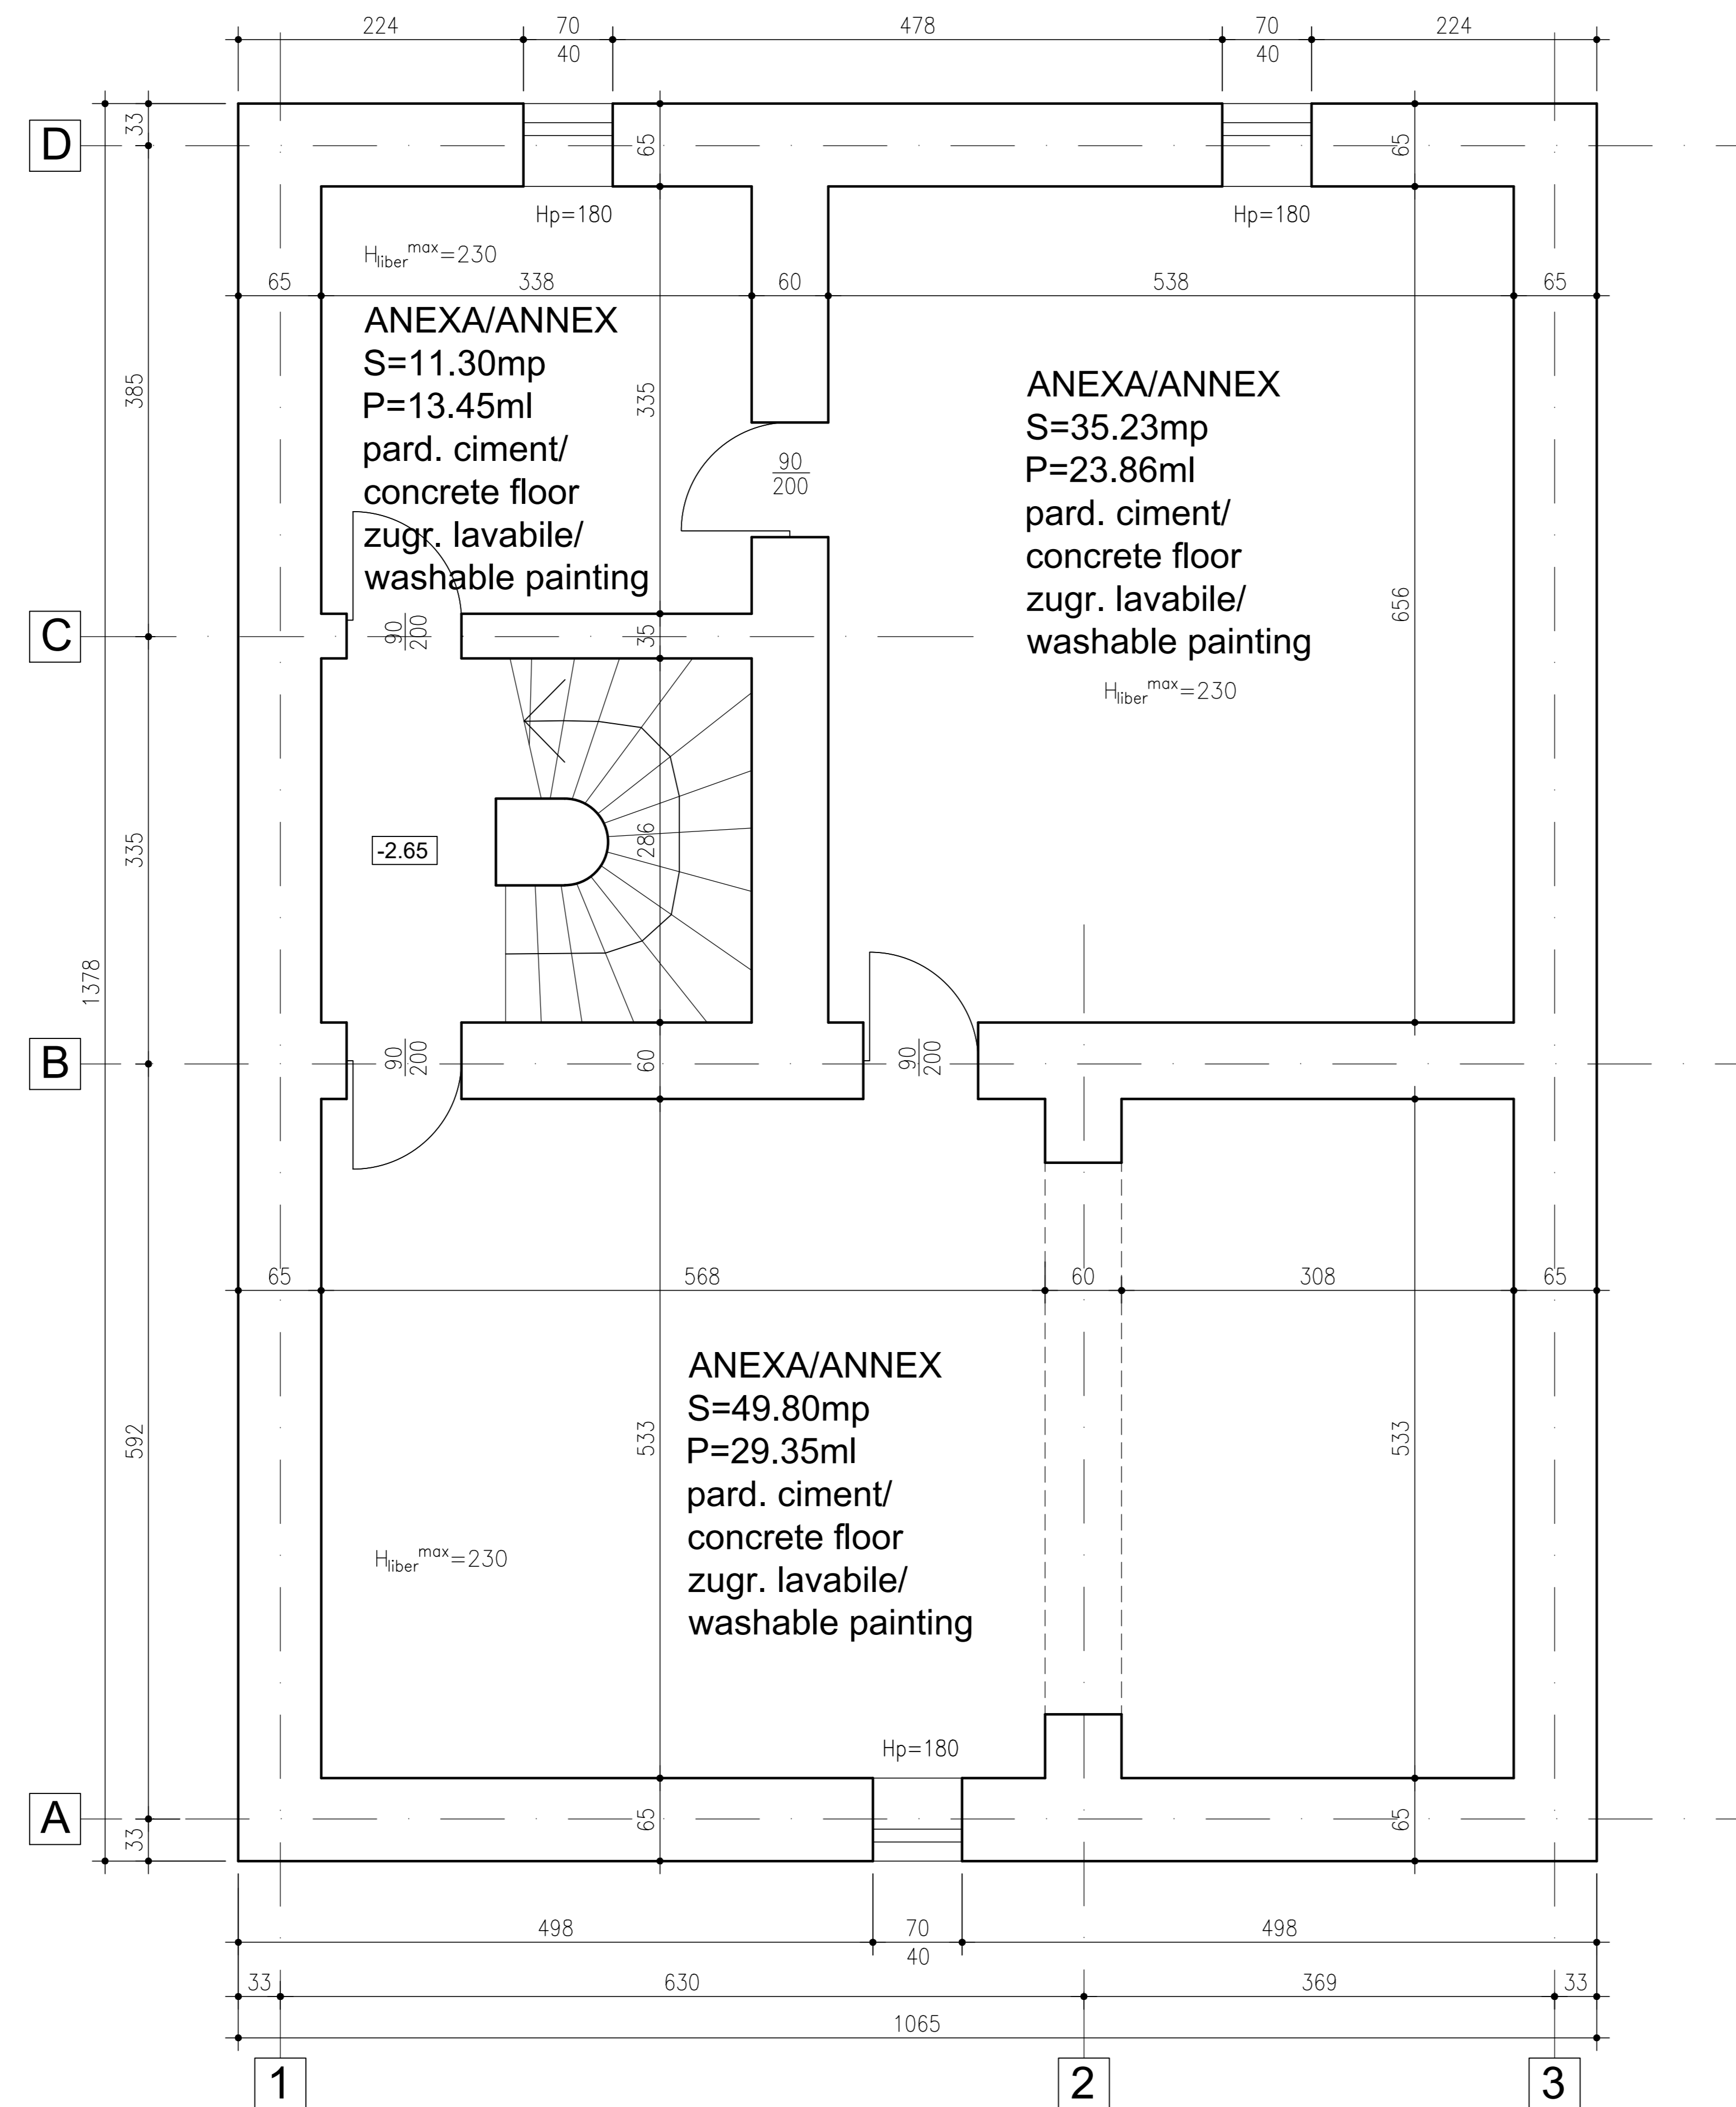 224
70
478
70
224
40
40
33
D
65
65
Hp=180
Hp=180
Hliber max=230
65
338
60
538
65
ANEXA/ANNEX
S=11.30mp
P=13.45ml
pard. ciment/
concrete floor
zugr. lavabile/
washable painting
385
335
90
200
ANEXA/ANNEX
S=35.23mp
P=23.86ml
pard. ciment/
concrete floor
zugr. lavabile/
washable painting
Hliber max=230
656
C
90
200
35
335
-2.65
286
1378
B
90
200
60
90
200
65
568
60
308
65
ANEXA/ANNEX
S=49.80mp
P=29.35ml
pard. ciment/
concrete floor
zugr. lavabile/
washable painting
592
533
533
Hliber max=230
Hp=180
A
33
65
65
498
70
498
40
33
630
369
33
1065
1
2
3